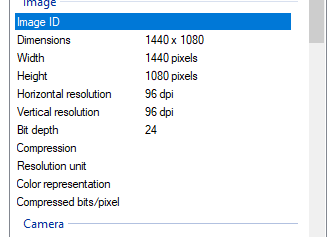 Image
Image ID
Dimensions 1440 x 1080
Width 1440 pixels
Height 1080 pixels
Horizontal resolution 96 dpi
Vertical resolution 96 dpi
Bit depth 24
Compression
Resolution unit
Color representation
Compressed bits/pixel
Camera